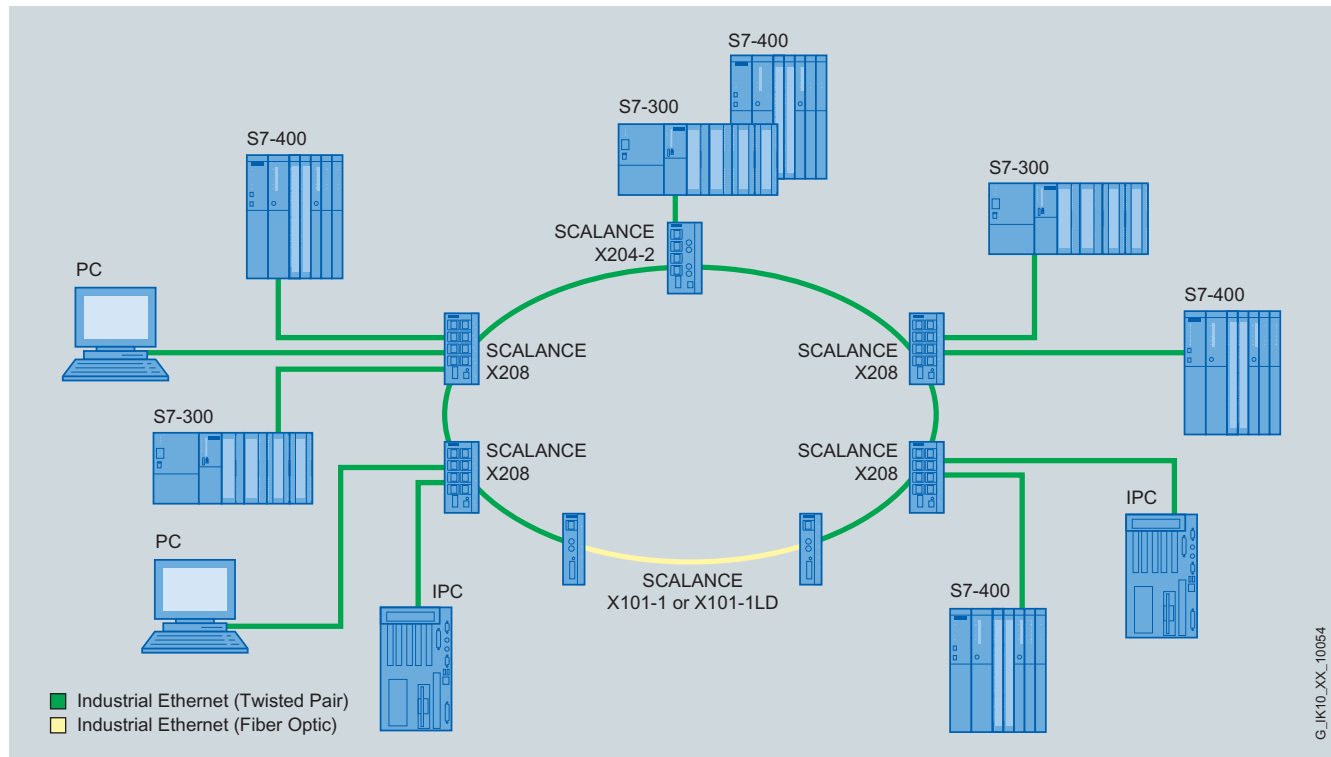 S7-400
S7-300
S7-400
S7-300
SCALANCE
X204-2
PC
S7-400
SCALANCE
X208
SCALANCE
X208
S7-300
SCALANCE
X208
SCALANCE
X208
IPC
PC
SCALANCE
X101-1 or X101-1LD
IPC
S7-400
Industrial Ethernet (Twisted Pair)
Industrial Ethernet (Fiber Optic)
G_IK10_XX_10054